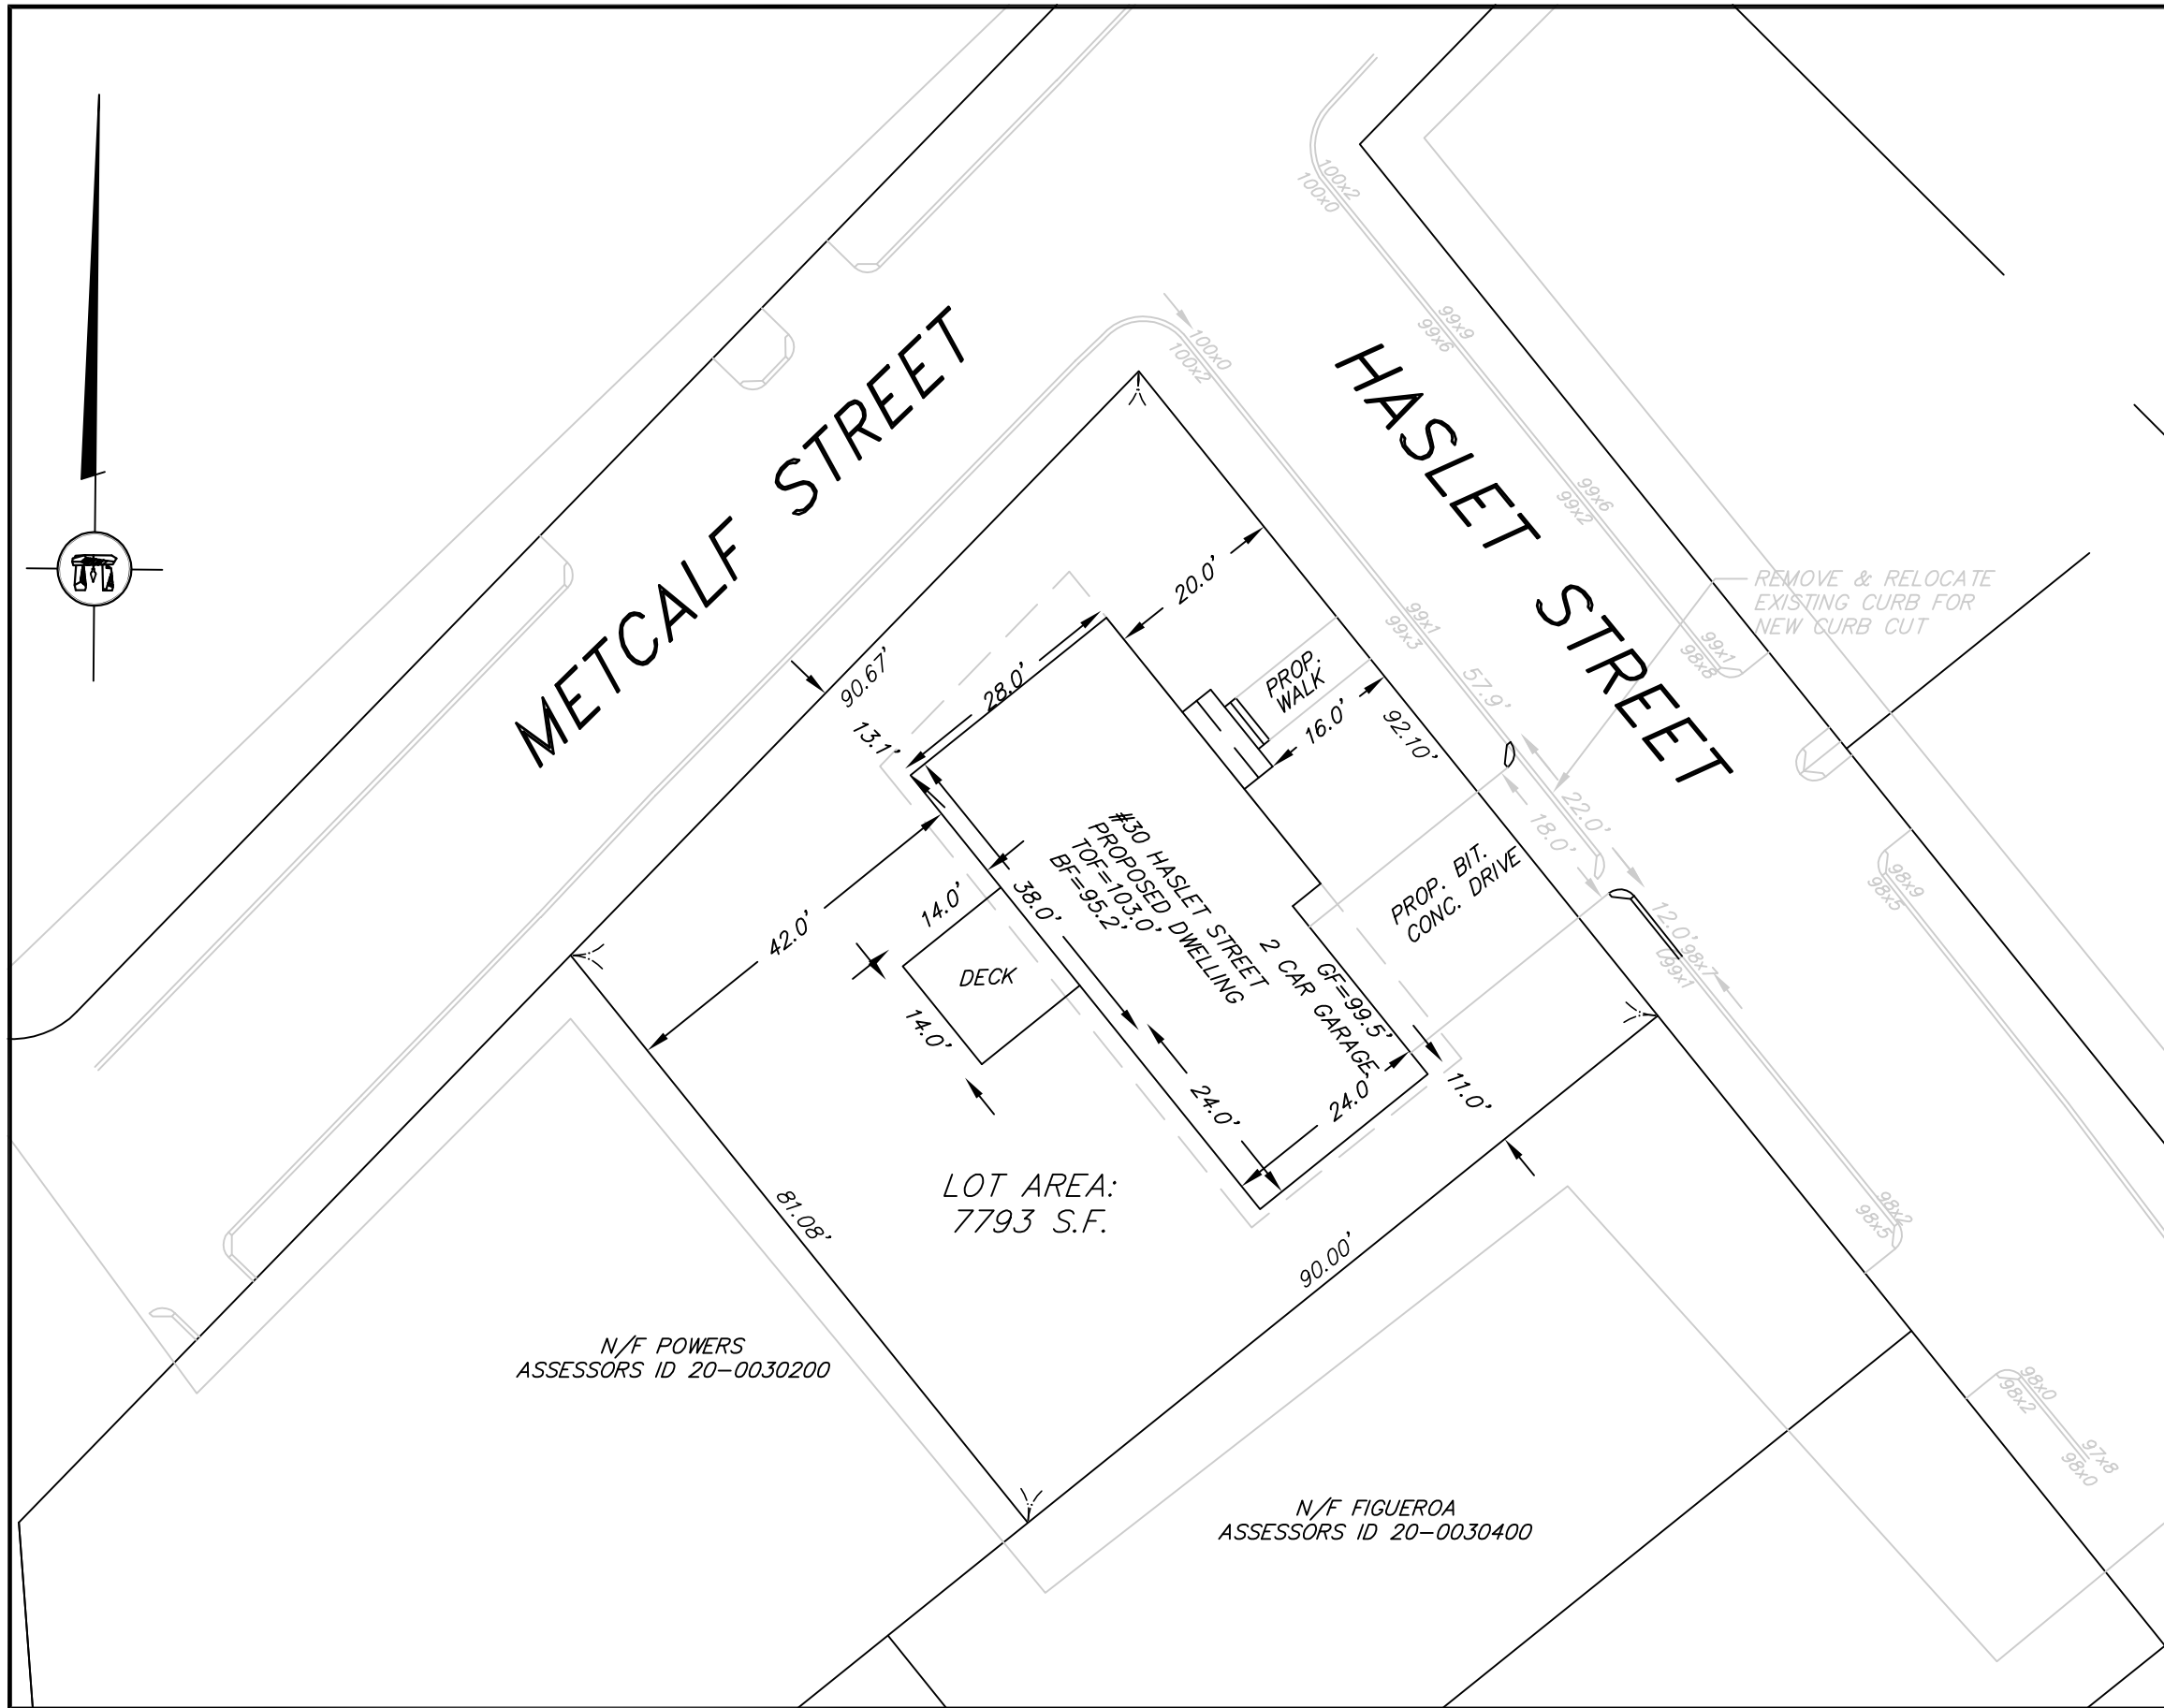 METCALF STREET
HASLET STREET
100x2
100x0
100x0
100x2
99x9
99x6
99x6
99x2
99x1
99x3
REMOVE & RELOCATE
EXISTING CURB FOR
NEW CURB CUT
99x1
98x8
57.9'
20.0'
90.67'
13.1'
28.0'
PROP.
WALK
16.0'
92.10'
22.0'
18.0'
#30 HASLET STREET
PROPOSED DWELLING
TOF=103.0'
BF=95.2'
PROP. BIT.
CONC. DRIVE
98x9
98x5
42.0'
14.0'
38.0'
DECK
14.0'
GF=99.5'
2 CAR GARAGE
12.0'
98x7
99x1
24.0'
24.0'
11.0'
LOT AREA:
7793 S.F.
81.08'
90.00'
98x2
98x5
N/F POWERS
ASSESSORS ID 20-0030200
98x0
98x2
97x8
98x0
N/F FIGUEROA
ASSESSORS ID 20-0030400